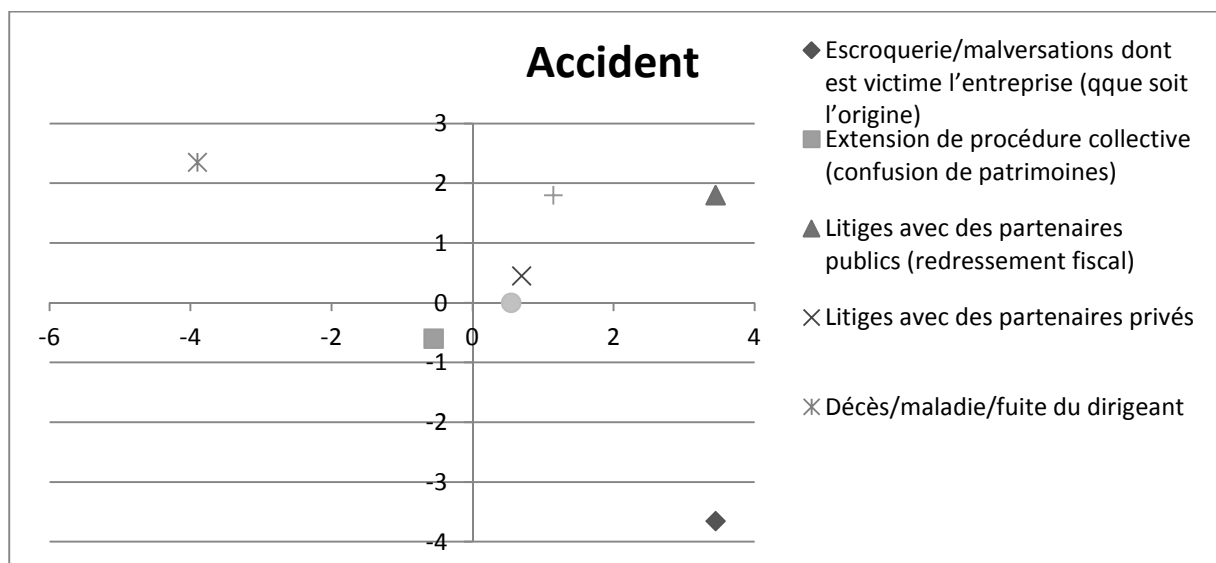 Accident
3
2
1
0
-6
-4
-2
0
2
4
-1
-2
-3
-4
Escroquerie/malversations dont
est victime l’entreprise (qque soit
l’origine)
Extension de procédure collective
(confusion de patrimoines)
Litiges avec des partenaires
publics (redressement fiscal)
Litiges avec des partenaires privés
Décès/maladie/fuite du dirigeant